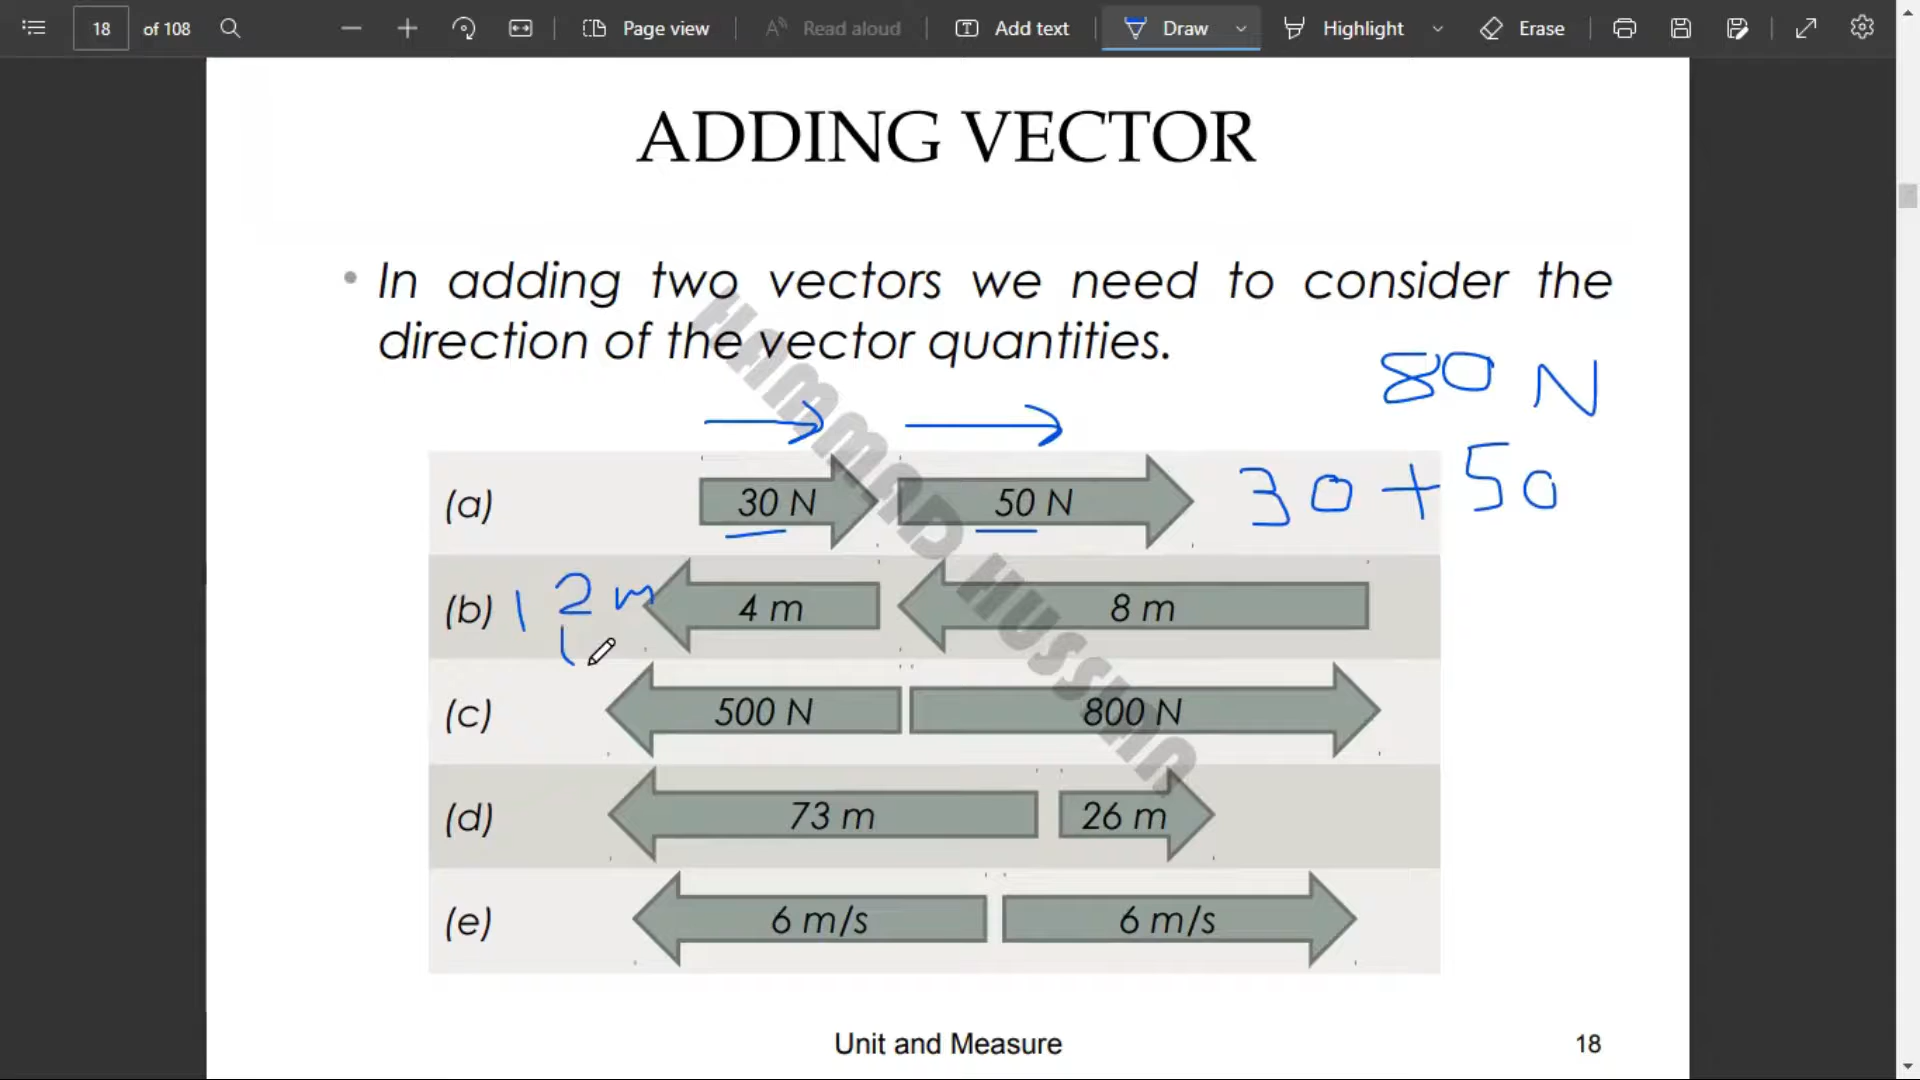 18 of 108 Page view Read aloud Add text Draw Highlight Erase
ADDING VECTOR
• In adding two vectors we need to consider the
direction of the vector quantities.
80 N
(a) 30 N 50 N 30 + 50
(b) 12 m 4 m 8 m
(c) 500 N 800 N
(d) 73 m 26 m
(e) 6 m/s 6 m/s
HAMMAD HUSSIAN
Unit and Measure 18